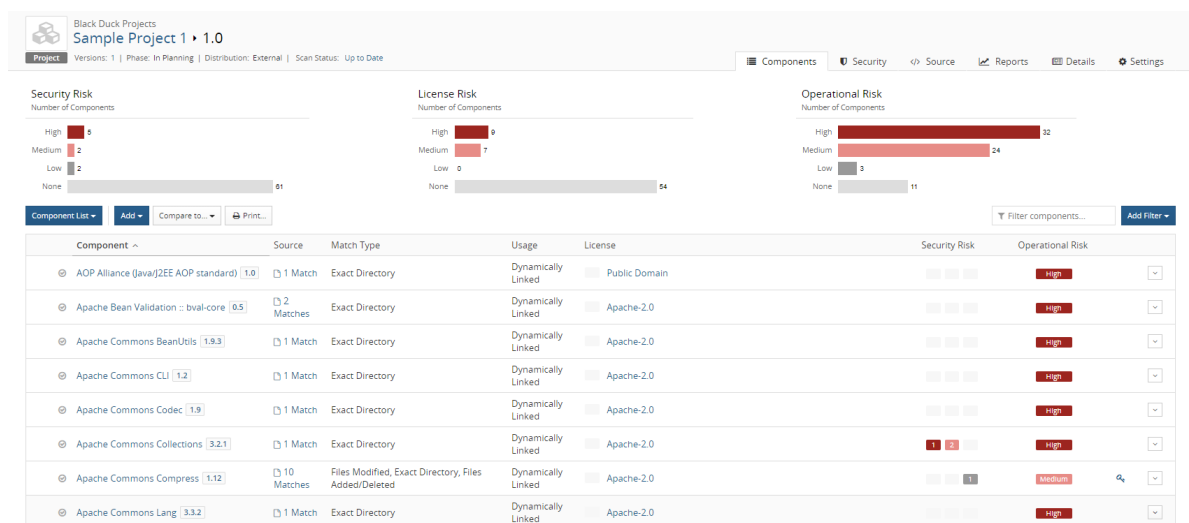 Black Duck Projects
Sample Project 1 ▸ 1.0
Project Versions: 1 | Phase: In Planning | Distribution: External | Scan Status: Up to Date
Components Security Source Reports Details Settings
Security Risk
Number of Components
High 5
Medium 2
Low 2
None 61
License Risk
Number of Components
High 9
Medium 7
Low 0
None 54
Operational Risk
Number of Components
High 32
Medium 24
Low 3
None 11
Component List Add Compare to... Print... Filter components... Add Filter
Component Source Match Type Usage License Security Risk Operational Risk
AOP Alliance (Java/J2EE AOP standard) 1.0 1 Match Exact Directory Dynamically Linked Public Domain High
Apache Bean Validation :: bval-core 0.5 2 Matches Exact Directory Dynamically Linked Apache-2.0 High
Apache Commons BeanUtils 1.9.3 1 Match Exact Directory Dynamically Linked Apache-2.0 High
Apache Commons CLI 1.2 1 Match Exact Directory Dynamically Linked Apache-2.0 High
Apache Commons Codec 1.9 1 Match Exact Directory Dynamically Linked Apache-2.0 High
Apache Commons Collections 3.2.1 1 Match Exact Directory Dynamically Linked Apache-2.0 1 2 High
Apache Commons Compress 1.12 10 Matches Files Modified, Exact Directory, Files Added/Deleted Dynamically Linked Apache-2.0 1 Medium
Apache Commons Lang 3.3.2 1 Match Exact Directory Dynamically Linked Apache-2.0 High